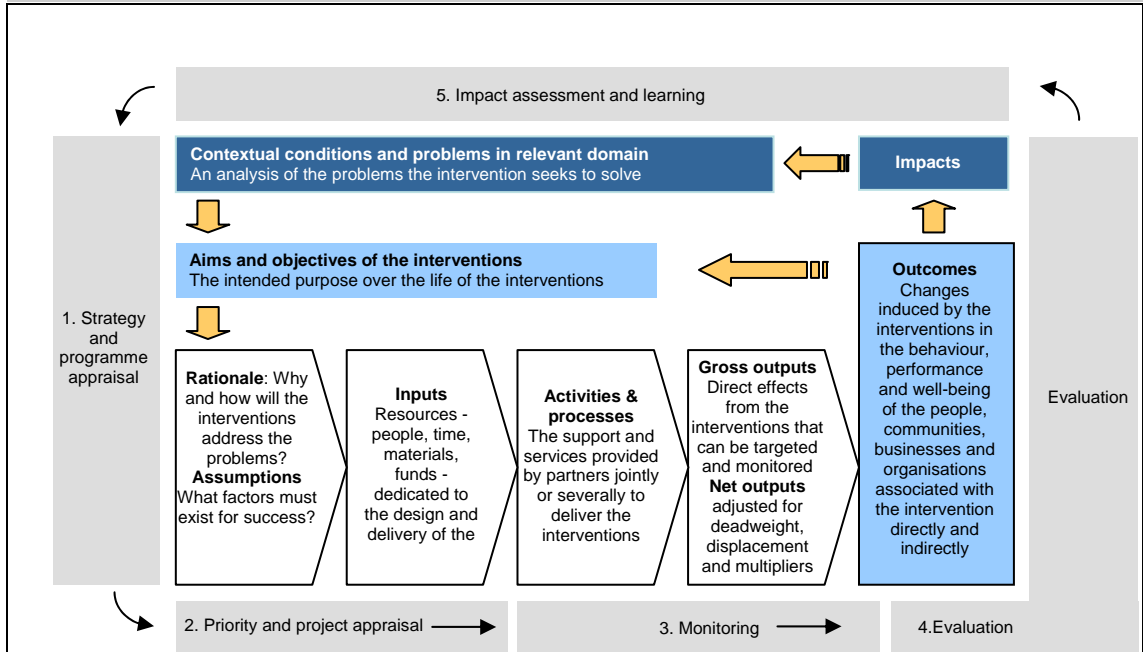 5. Impact assessment and learning
Contextual conditions and problems in relevant domain
An analysis of the problems the intervention seeks to solve
Impacts
Aims and objectives of the interventions
The intended purpose over the life of the interventions
1. Strategy
and
programme
appraisal
Rationale: Why
and how will the
interventions
address the
problems?
Assumptions
What factors must
exist for success?
Inputs
Resources -
people, time,
materials,
funds -
dedicated to
the design and
delivery of the
Activities &
processes
The support and
services provided
by partners jointly
or severally to
deliver the
interventions
Gross outputs
Direct effects
from the
interventions that
can be targeted
and monitored
Net outputs
adjusted for
deadweight,
displacement
and multipliers
Outcomes
Changes
induced by the
interventions in
the behaviour,
performance
and well-being
of the people,
communities,
businesses and
organisations
associated with
the intervention
directly and
indirectly
Evaluation
2. Priority and project appraisal
3. Monitoring
4.Evaluation